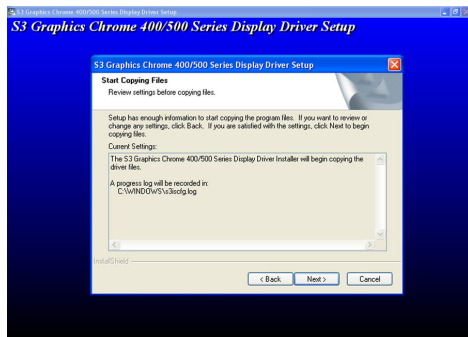 S3 Graphics Chrome 400/500 Series Display Driver Setup
S3 Graphics Chrome 400/500 Series Display Driver Setup
S3 Graphics Chrome 400/500 Series Display Driver Setup
Start Copying Files
Review settings before copying files.
Setup has enough information to start copying the program files. If you want to review or
change any settings, click Back. If you are satisfied with the settings, click Next to begin
copying files.
Current Settings:
The S3 Graphics Chrome 400/500 Series Display Driver Installer will begin copying the
driver files.
A progress log will be recorded in:
C:\WINDOWS\s3iscfg.log
InstallShield
< Back
Next >
Cancel